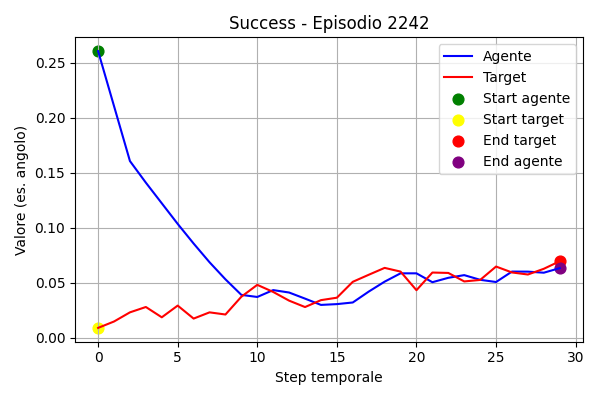 Success - Episodio 2242
Valore (es. angolo)
0.25
0.20
0.15
0.10
0.05
0.00
Agente
Target
Start agente
Start target
End target
End agente
0 5 10 15 20 25 30
Step temporale